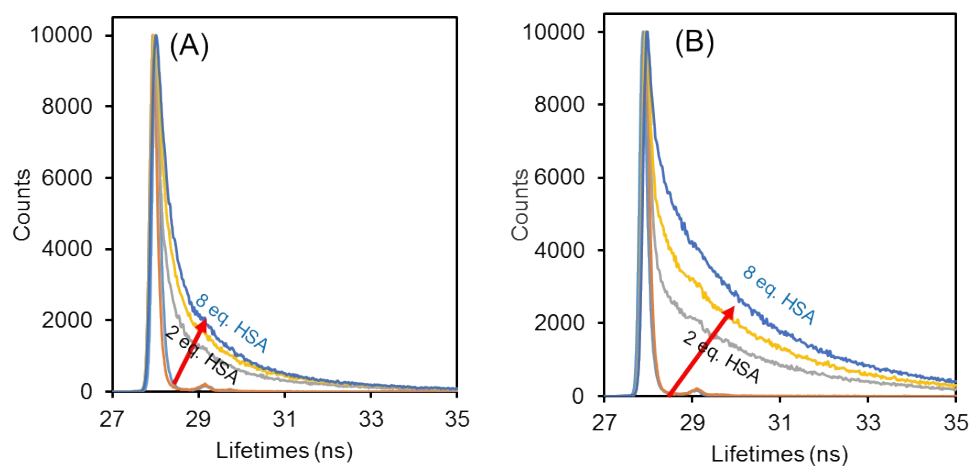 (A)
10000
8000
6000
4000
2000
0
Counts
8 eq. HSA
2 eq. HSA
27 29 31 33 35
Lifetimes (ns)
(B)
10000
8000
6000
4000
2000
0
Counts
8 eq. HSA
2 eq. HSA
27 29 31 33 35
Lifetimes (ns)